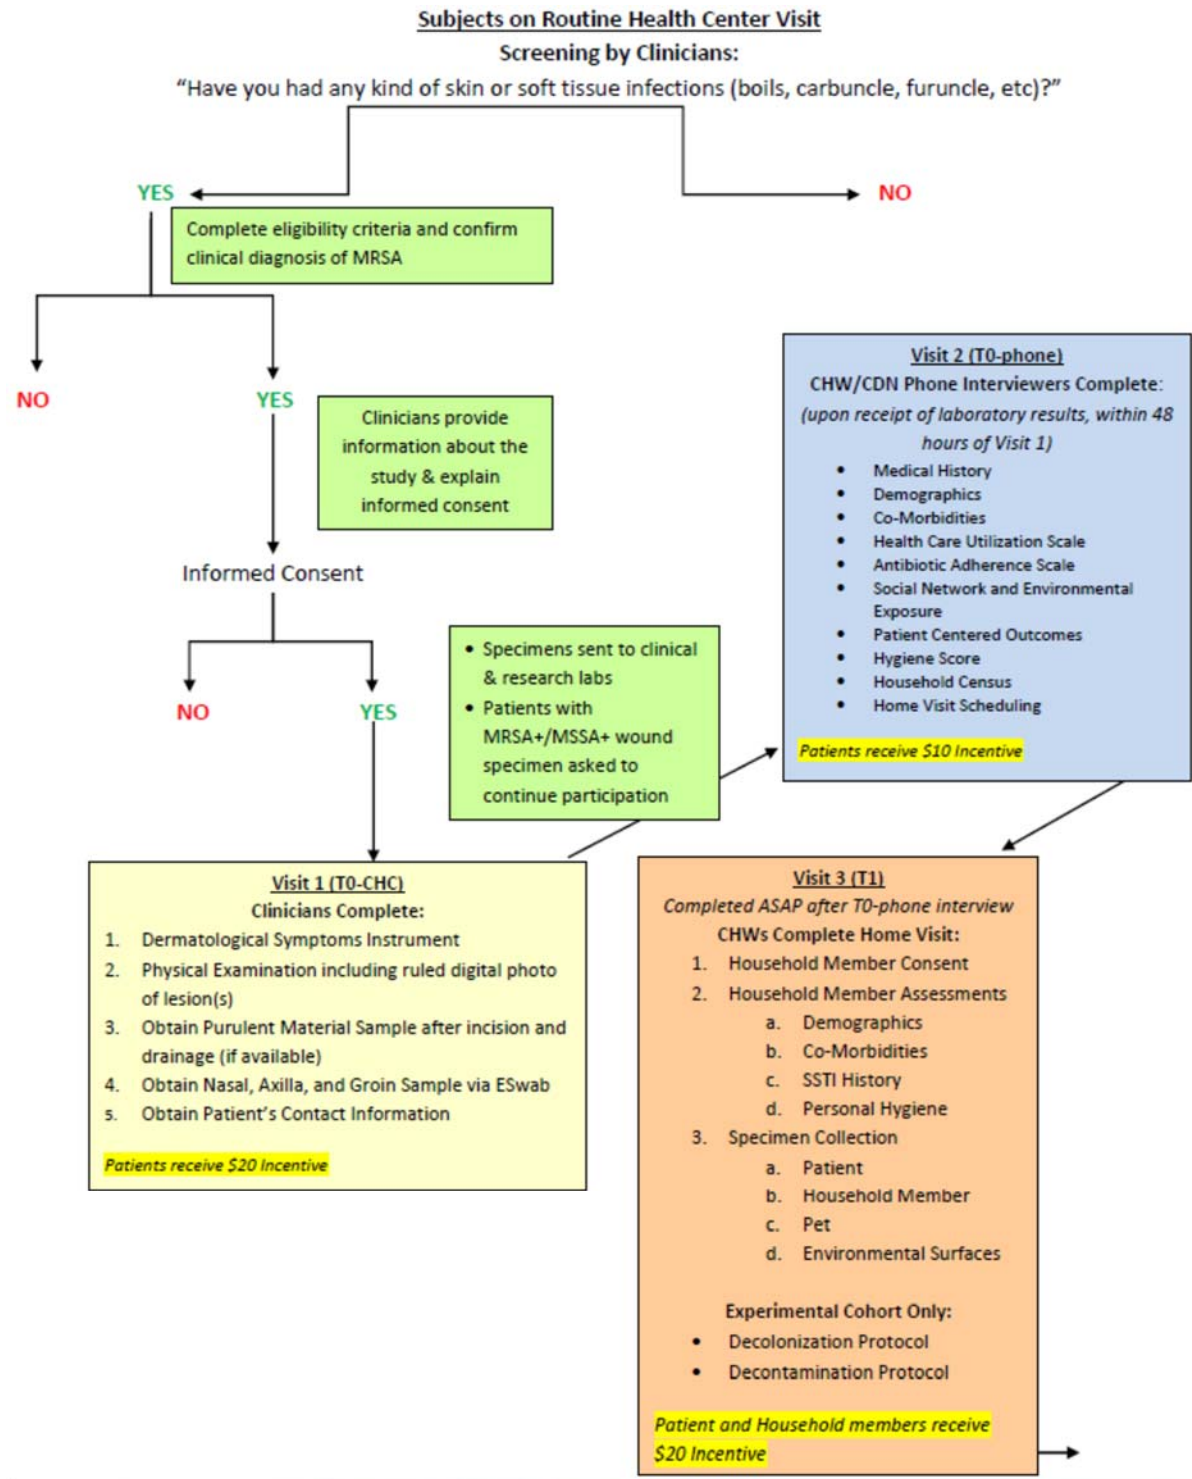 Subjects on Routine Health Center Visit
Screening by Clinicians:
“Have you had any kind of skin or soft tissue infections (boils, carbuncle, furuncle, etc)?”
YES
NO
Complete eligibility criteria and confirm
clinical diagnosis of MRSA
NO
YES
Clinicians provide
information about the
study & explain
informed consent
Informed Consent
NO
YES
• Specimens sent to clinical
& research labs
• Patients with
MRSA+/MSSA+ wound
specimen asked to
continue participation
Visit 1 (T0-CHC)
Clinicians Complete:
1. Dermatological Symptoms Instrument
2. Physical Examination including ruled digital photo
of lesion(s)
3. Obtain Purulent Material Sample after incision and
drainage (if available)
4. Obtain Nasal, Axilla, and Groin Sample via ESwab
5. Obtain Patient’s Contact Information
Patients receive $20 Incentive
Visit 2 (T0-phone)
CHW/CDN Phone Interviewers Complete:
(upon receipt of laboratory results, within 48
hours of Visit 1)
• Medical History
• Demographics
• Co-Morbidities
• Health Care Utilization Scale
• Antibiotic Adherence Scale
• Social Network and Environmental
Exposure
• Patient Centered Outcomes
• Hygiene Score
• Household Census
• Home Visit Scheduling
Patients receive $10 Incentive
Visit 3 (T1)
Completed ASAP after T0-phone interview
CHWs Complete Home Visit:
1. Household Member Consent
2. Household Member Assessments
a. Demographics
b. Co-Morbidities
c. SSTI History
d. Personal Hygiene
3. Specimen Collection
a. Patient
b. Household Member
c. Pet
d. Environmental Surfaces
Experimental Cohort Only:
• Decolonization Protocol
• Decontamination Protocol
Patient and Household members receive
$20 Incentive